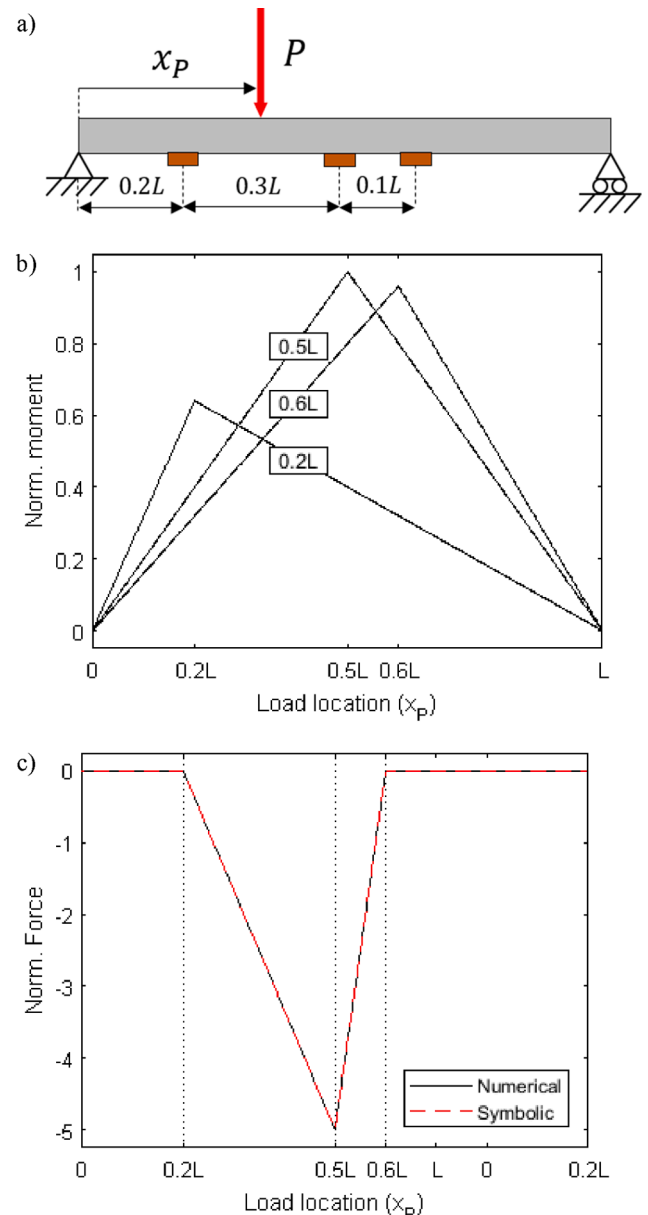 a)
x_P
P
0.2L
0.3L
0.1L
b)
1
0.8
0.6
0.4
0.2
0
Norm. moment
0.5L
0.6L
0.2L
0 0.2L 0.5L 0.6L L
Load location (x_P)
c)
0
-1
-2
-3
-4
-5
Norm. Force
Numerical
Symbolic
0 0.2L 0.5L 0.6L L 0 0.2L
Load location (x_P)